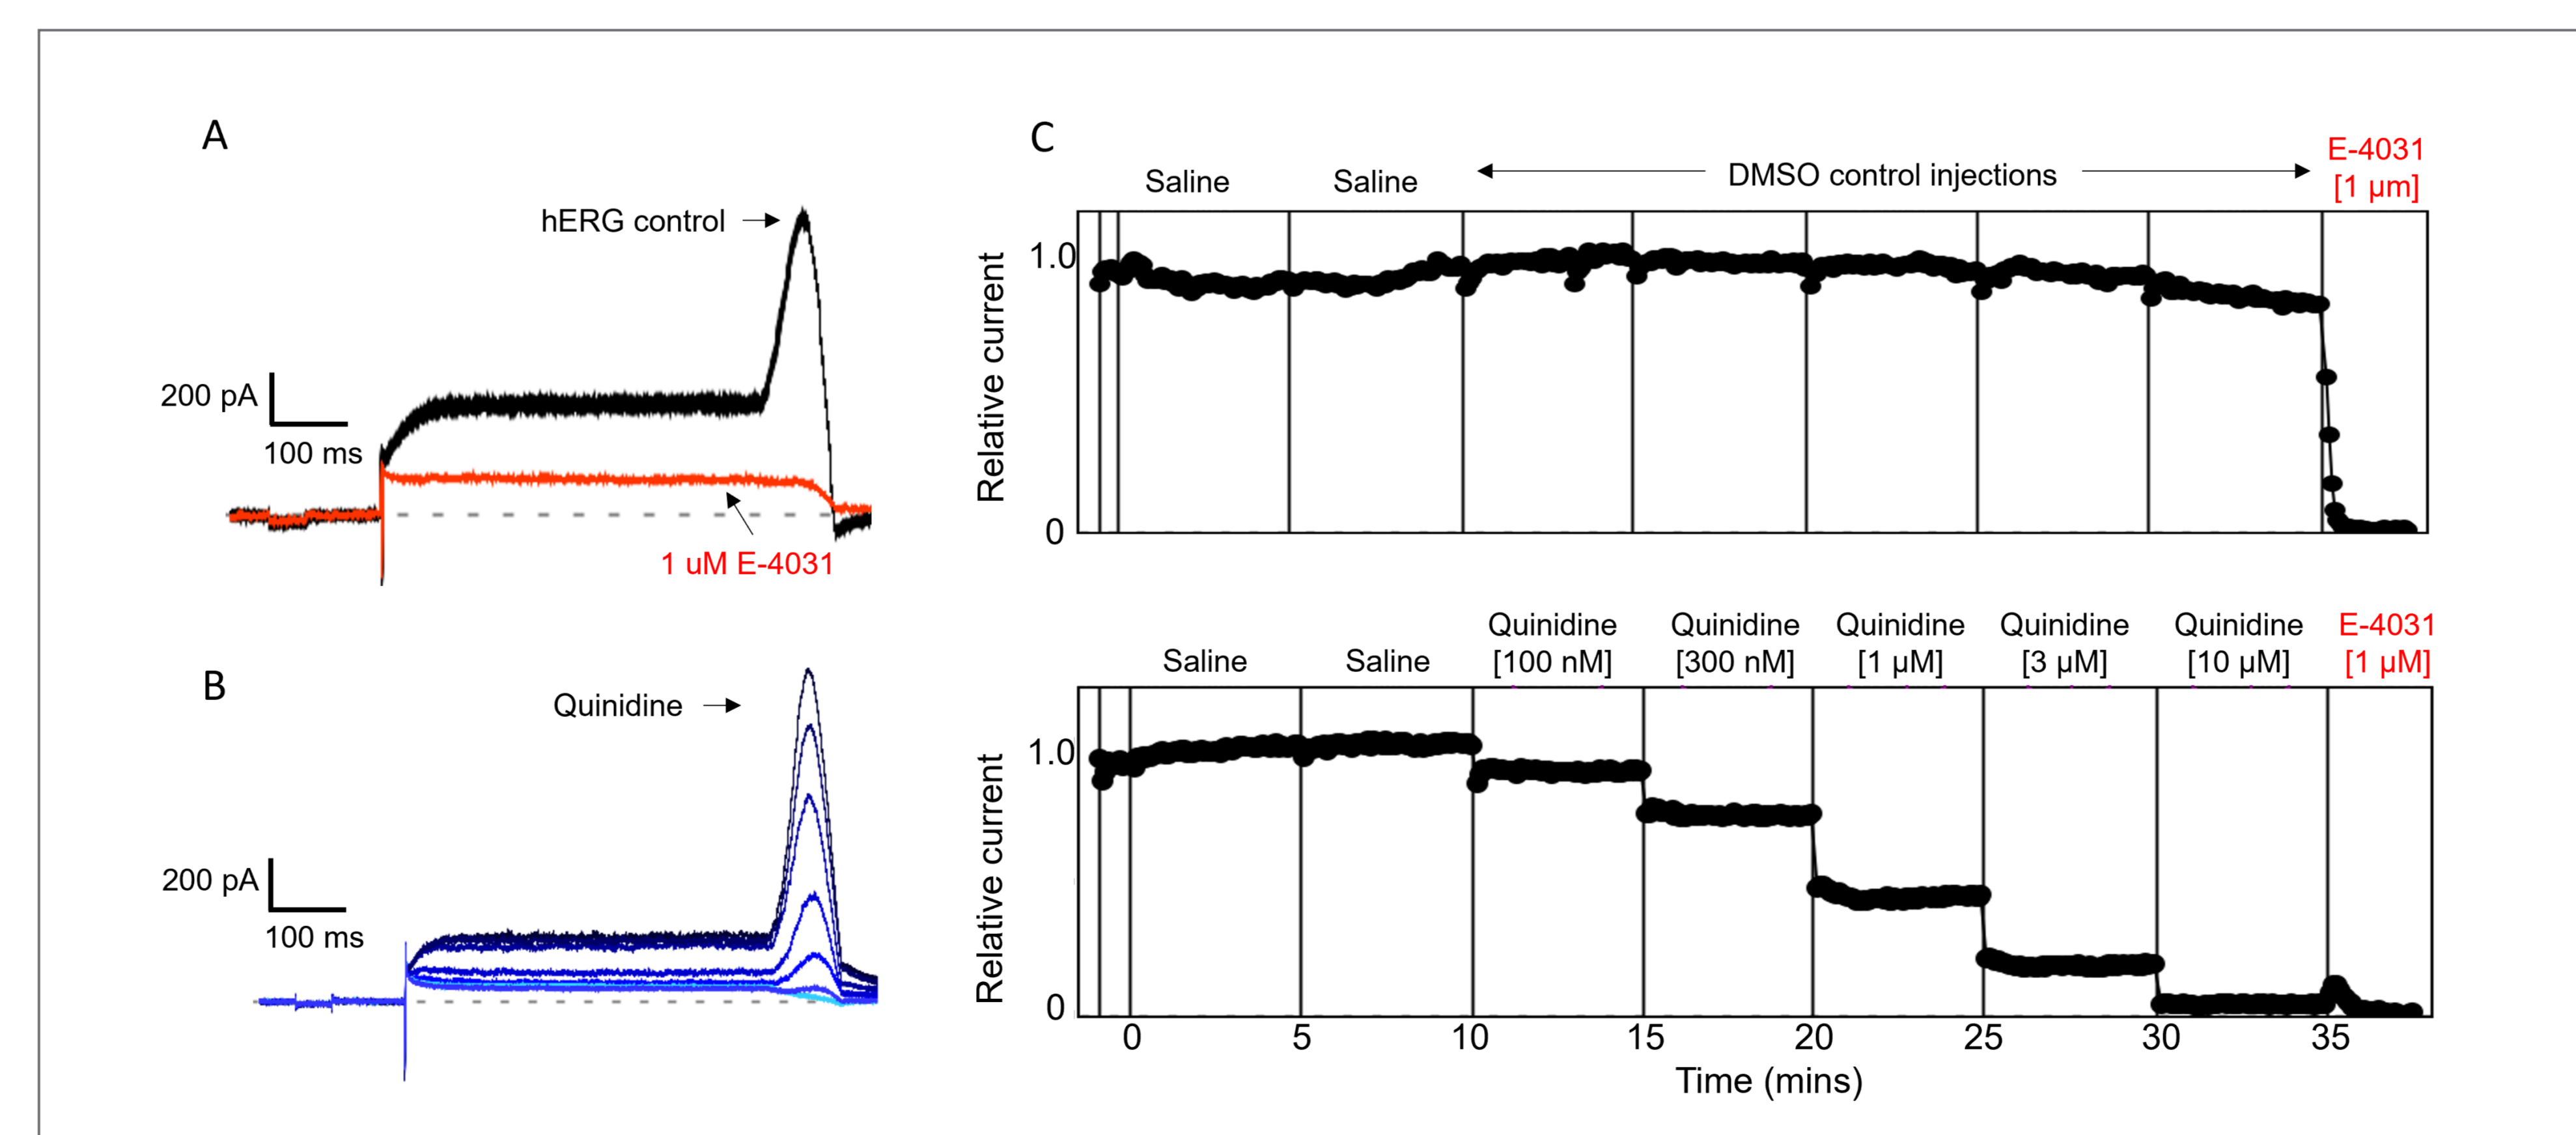 A
hERG control
200 pA
100 ms
1 uM E-4031
B
Quinidine
200 pA
100 ms
C
Saline
Saline
DMSO control injections
E-4031
[1 µm]
Relative current
1.0
0
Saline
Saline
Quinidine
[100 nM]
Quinidine
[300 nM]
Quinidine
[1 µM]
Quinidine
[3 µM]
Quinidine
[10 µM]
E-4031
[1 µM]
Relative current
1.0
0
0 5 10 15 20 25 30 35
Time (mins)